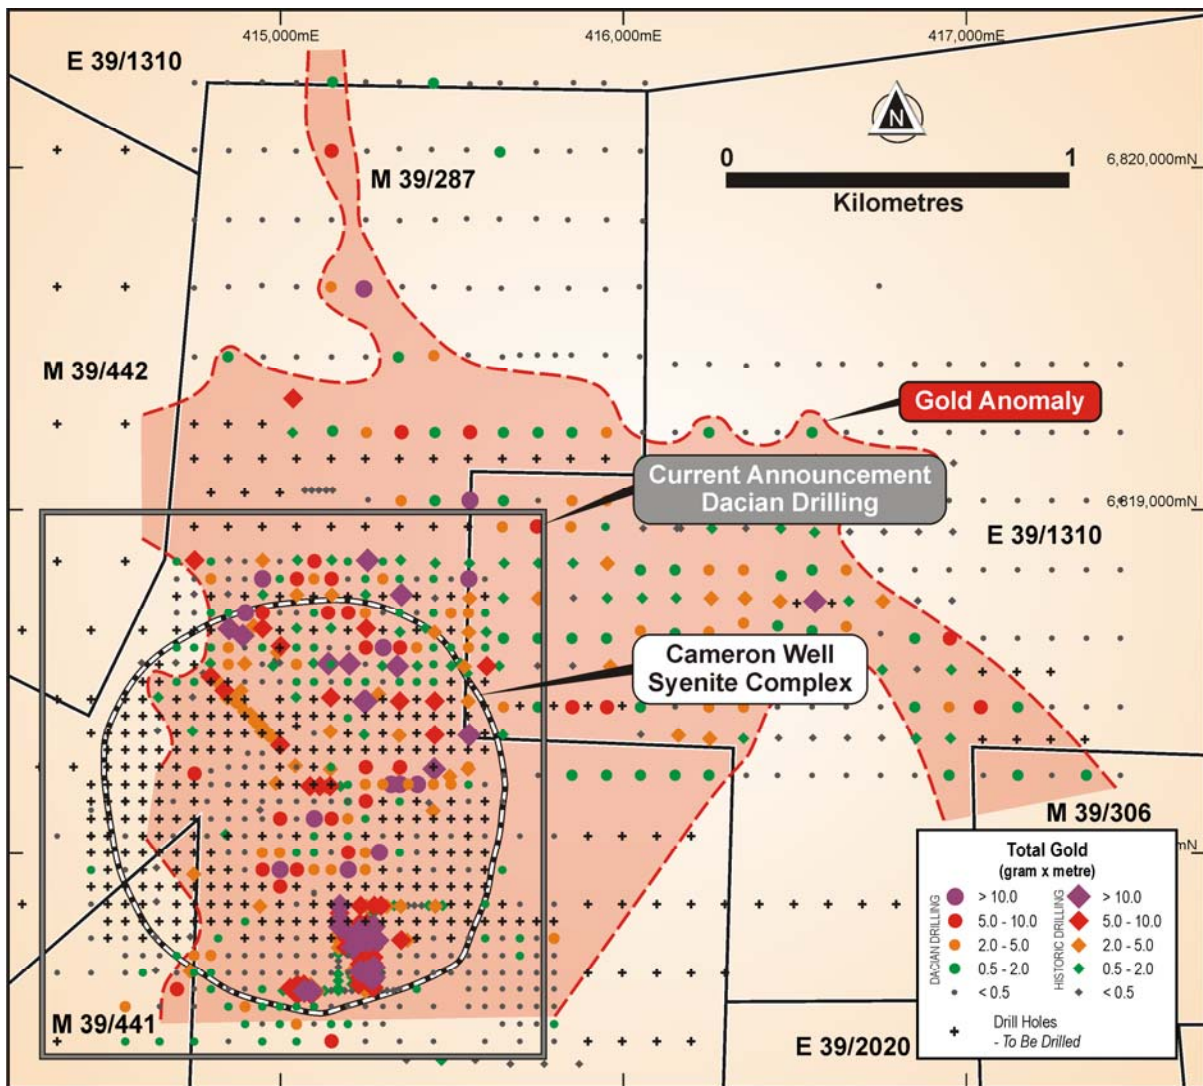 415,000mE
416,000mE
417,000mE
E 39/1310
N
0
1
Kilometres
6,820,000mN
M 39/287
M 39/442
Gold Anomaly
Current Announcement
Dacian Drilling
6,819,000mN
E 39/1310
Cameron Well
Syenite Complex
M 39/306
mN
Total Gold
(gram x metre)
DACIAN DRILLING
> 10.0
5.0 - 10.0
2.0 - 5.0
0.5 - 2.0
< 0.5
HISTORIC DRILLING
> 10.0
5.0 - 10.0
2.0 - 5.0
0.5 - 2.0
< 0.5
Drill Holes
- To Be Drilled
M 39/441
E 39/2020